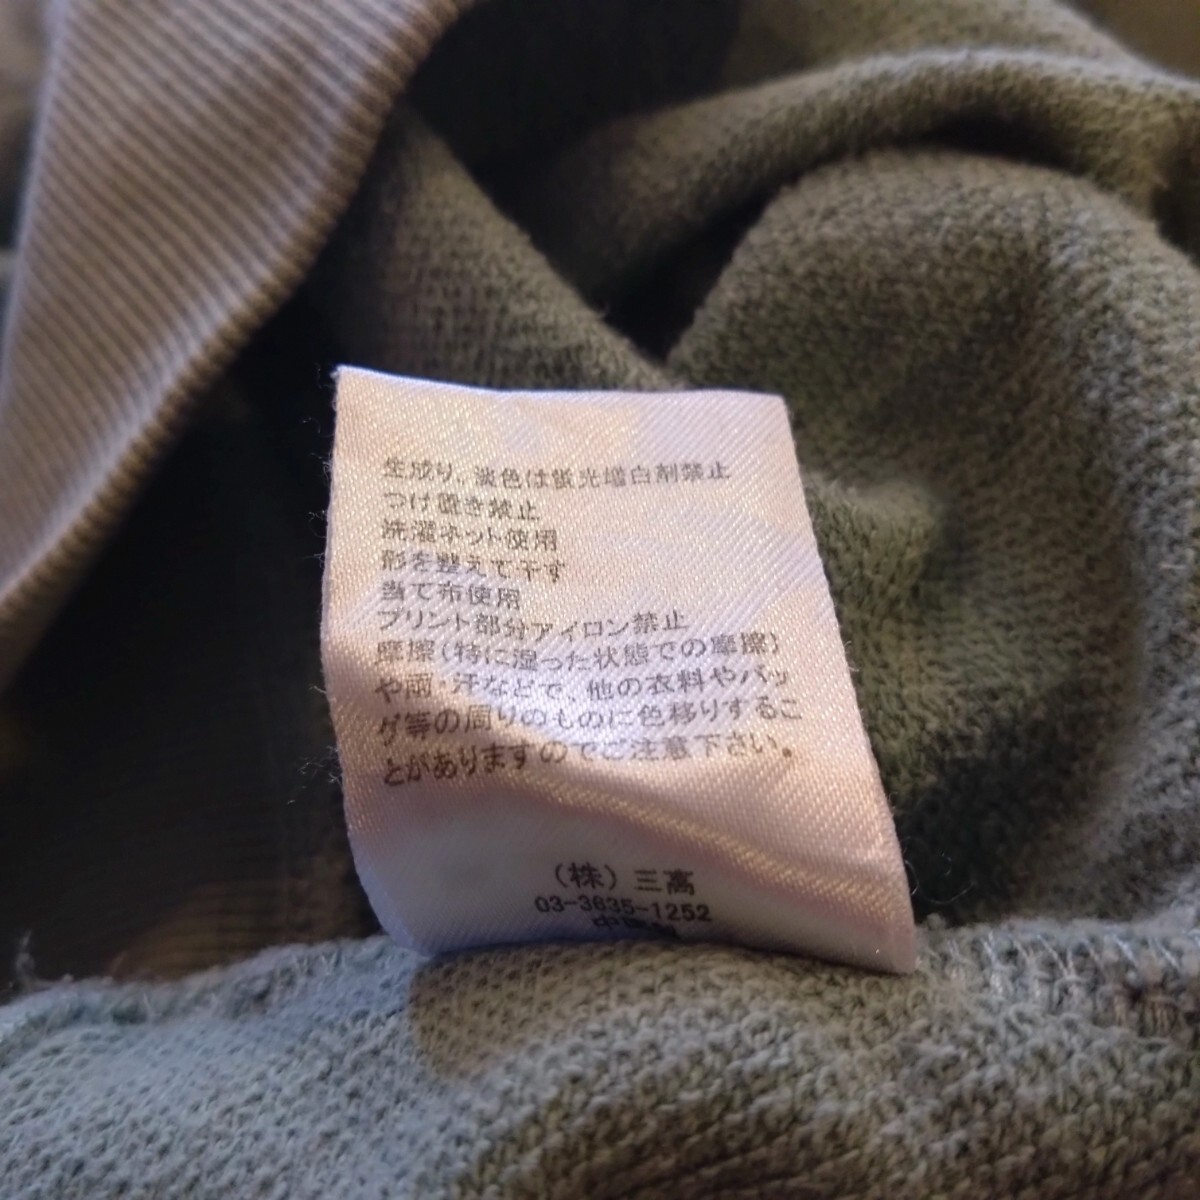 生成り。淡色は蛍光増白剤禁止
つけ置き禁止
洗濯ネット使用
形を整えて干す
当て布使用
プリント部分アイロン禁止
摩擦(特に湿った状態での摩擦)
や雨・汗などで、他の衣料やバッ
グ等の周りのものに色移りするこ
とがありますのでご注意下さい。
(株)三高
03-3635-1252